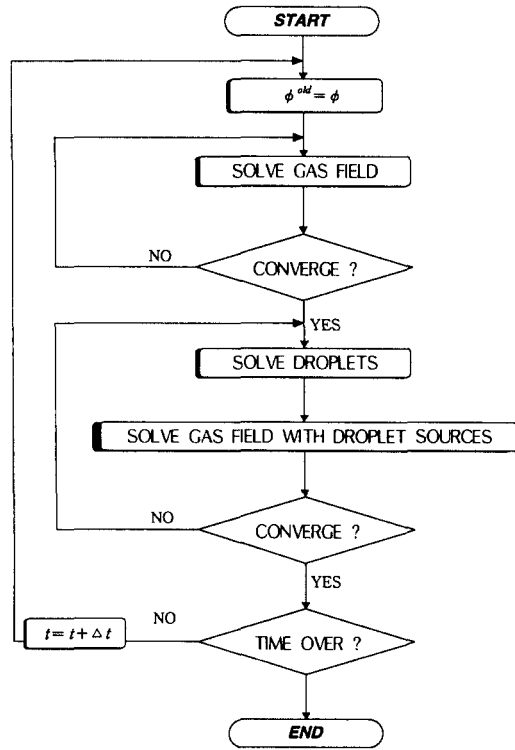 START
ϕ^old = ϕ
SOLVE GAS FIELD
NO
CONVERGE ?
YES
SOLVE DROPLETS
SOLVE GAS FIELD WITH DROPLET SOURCES
NO
CONVERGE ?
YES
NO
t = t + △t
TIME OVER ?
END